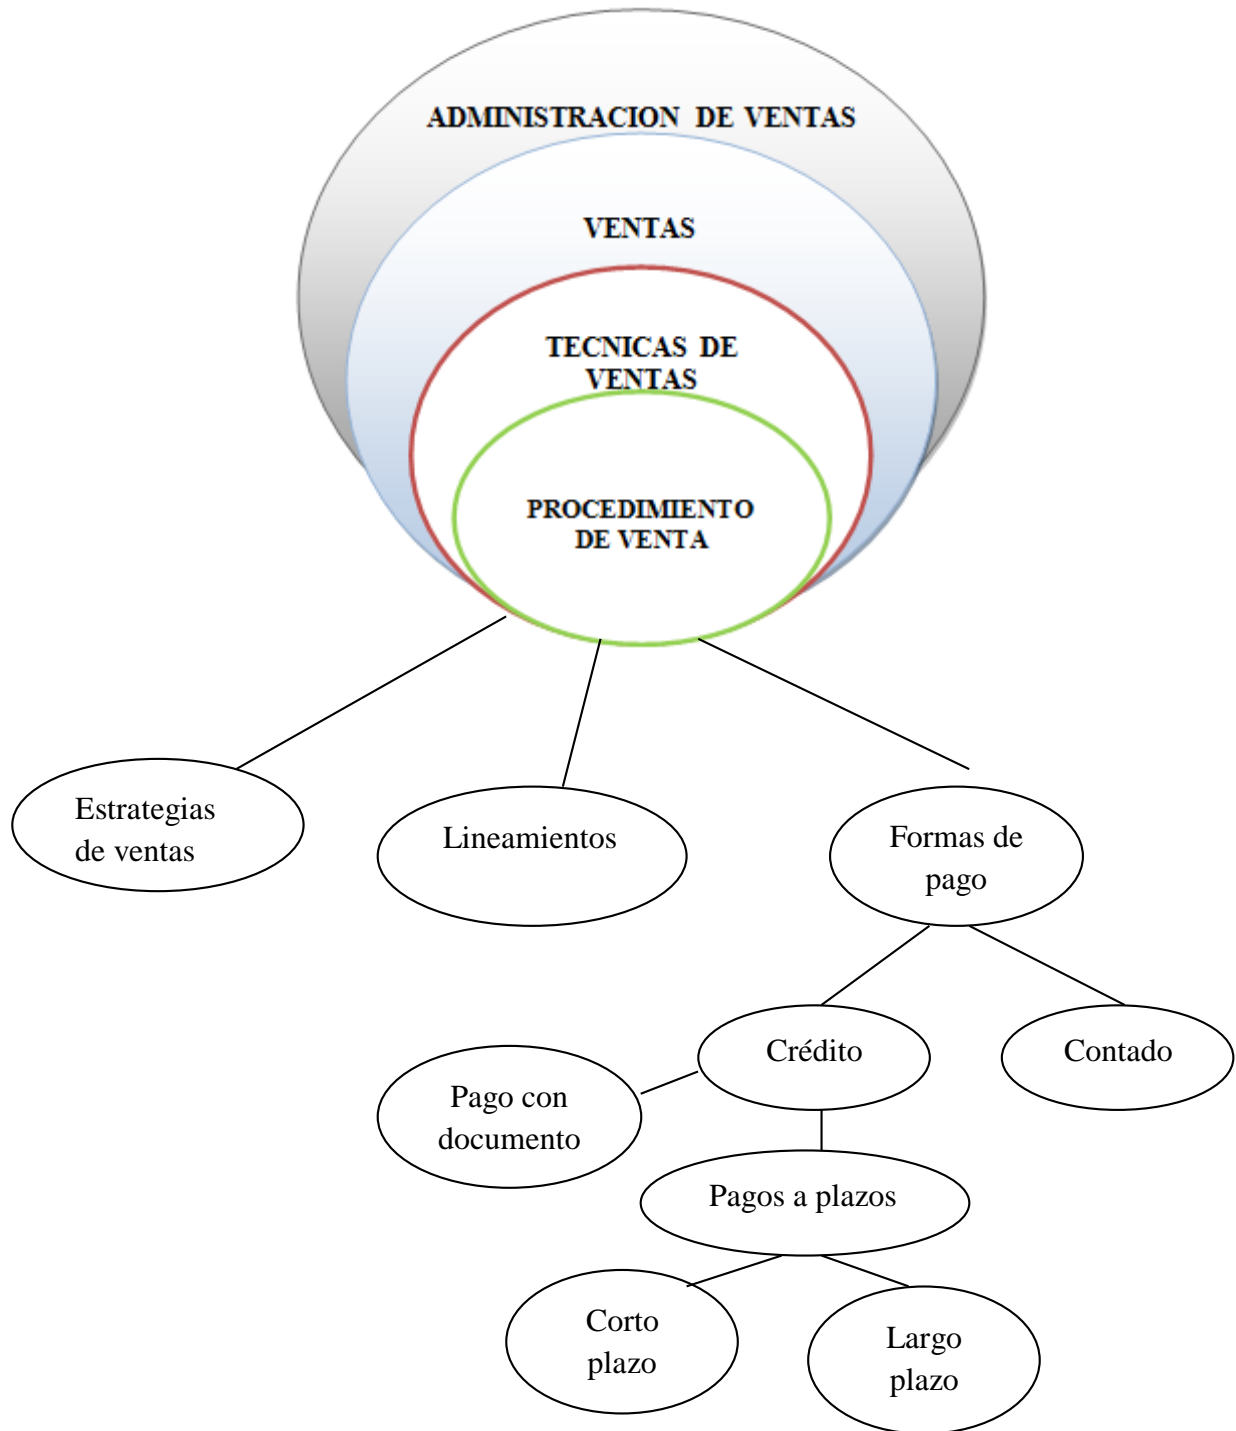 ADMINISTRACION DE VENTAS
VENTAS
TECNICAS DE
VENTAS
PROCEDIMIENTO
DE VENTA
Estrategias
de ventas
Lineamientos
Formas de
pago
Crédito
Contado
Pago con
documento
Pagos a plazos
Corto
plazo
Largo
plazo